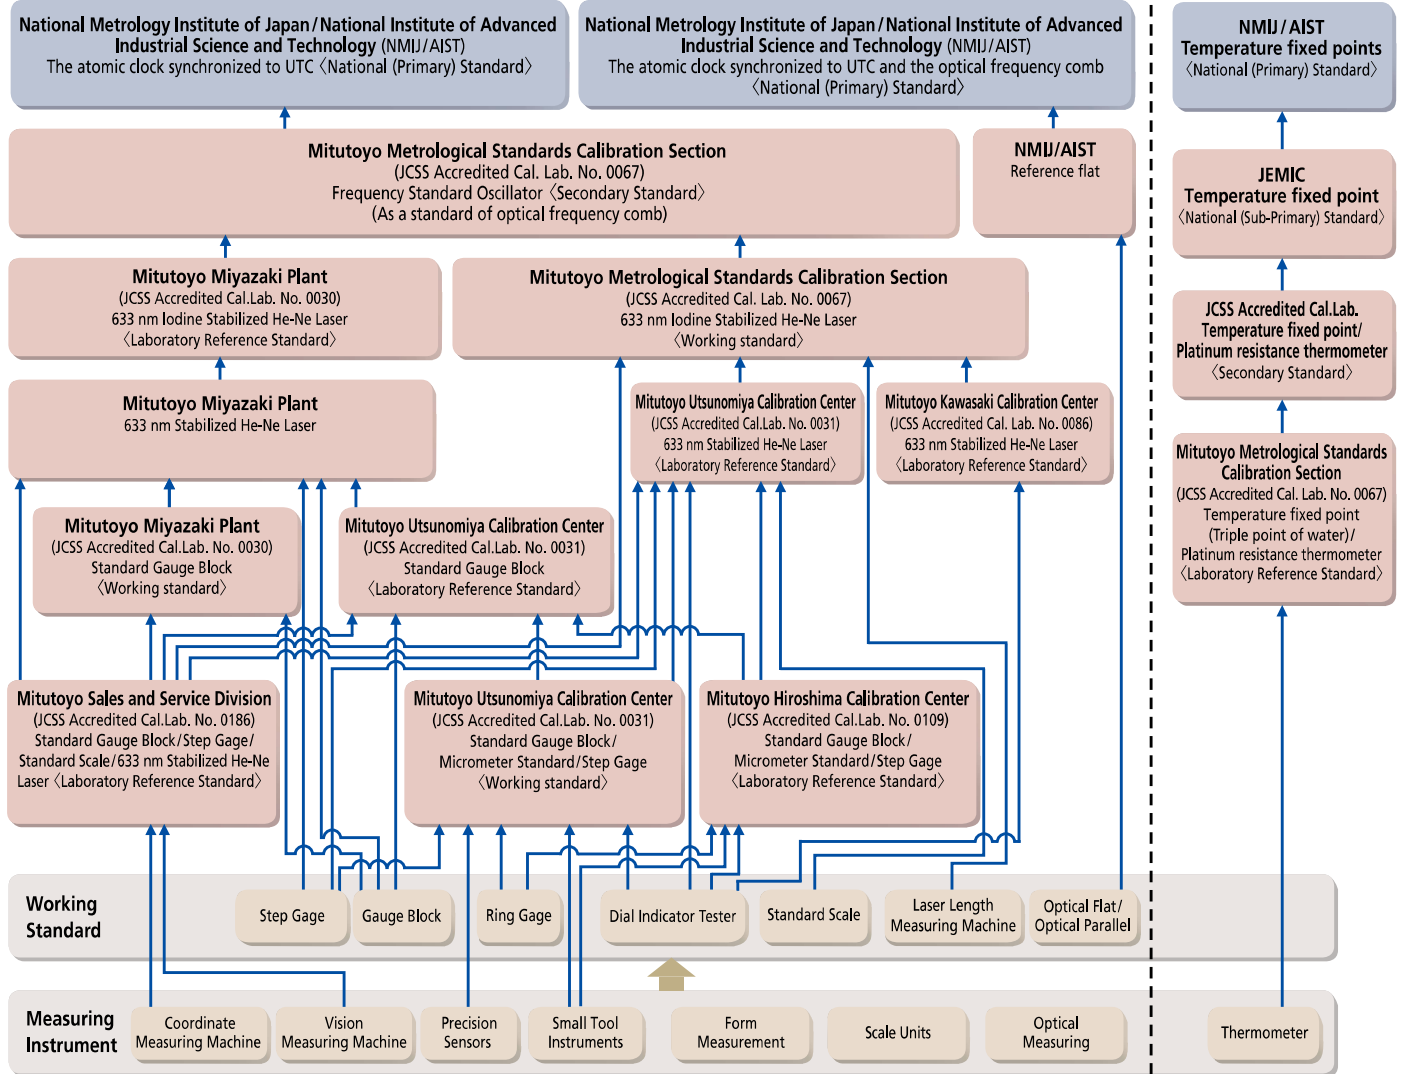 National Metrology Institute of Japan/National Institute of Advanced
Industrial Science and Technology (NMIJ/AIST)
The atomic clock synchronized to UTC 〈National (Primary) Standard〉
National Metrology Institute of Japan/National Institute of Advanced
Industrial Science and Technology (NMIJ/AIST)
The atomic clock synchronized to UTC and the optical frequency comb
〈National (Primary) Standard〉
NMIJ/AIST
Temperature fixed points
〈National (Primary) Standard〉
Mitutoyo Metrological Standards Calibration Section
(JCSS Accredited Cal. Lab. No. 0067)
Frequency Standard Oscillator 〈Secondary Standard〉
(As a standard of optical frequency comb)
NMIJ/AIST
Reference flat
JEMIC
Temperature fixed point
〈National (Sub-Primary) Standard〉
Mitutoyo Miyazaki Plant
(JCSS Accredited Cal.Lab. No. 0030)
633 nm Iodine Stabilized He-Ne Laser
〈Laboratory Reference Standard〉
Mitutoyo Metrological Standards Calibration Section
(JCSS Accredited Cal. Lab. No. 0067)
633 nm Iodine Stabilized He-Ne Laser
〈Working standard〉
JCSS Accredited Cal.Lab.
Temperature fixed point/
Platinum resistance thermometer
〈Secondary Standard〉
Mitutoyo Miyazaki Plant
633 nm Stabilized He-Ne Laser
Mitutoyo Utsunomiya Calibration Center
(JCSS Accredited Cal.Lab. No. 0031)
633 nm Stabilized He-Ne Laser
〈Laboratory Reference Standard〉
Mitutoyo Kawasaki Calibration Center
(JCSS Accredited Cal.Lab. No. 0086)
633 nm Stabilized He-Ne Laser
〈Laboratory Reference Standard〉
Mitutoyo Metrological Standards
Calibration Section
(JCSS Accredited Cal. Lab. No. 0067)
Temperature fixed point
(Triple point of water)/
Platinum resistance thermometer
〈Laboratory Reference Standard〉
Mitutoyo Miyazaki Plant
(JCSS Accredited Cal.Lab. No. 0030)
Standard Gauge Block
〈Working standard〉
Mitutoyo Utsunomiya Calibration Center
(JCSS Accredited Cal.Lab. No. 0031)
Standard Gauge Block
〈Laboratory Reference Standard〉
Mitutoyo Sales and Service Division
(JCSS Accredited Cal.Lab. No. 0186)
Standard Gauge Block/Step Gage/
Standard Scale/633 nm Stabilized He-Ne
Laser 〈Laboratory Reference Standard〉
Mitutoyo Utsunomiya Calibration Center
(JCSS Accredited Cal.Lab. No. 0031)
Standard Gauge Block/
Micrometer Standard/Step Gage
〈Working standard〉
Mitutoyo Hiroshima Calibration Center
(JCSS Accredited Cal.Lab. No. 0109)
Standard Gauge Block/
Micrometer Standard/Step Gage
〈Laboratory Reference Standard〉
Working
Standard
Step Gage
Gauge Block
Ring Gage
Dial Indicator Tester
Standard Scale
Laser Length
Measuring Machine
Optical Flat/
Optical Parallel
Measuring
Instrument
Coordinate
Measuring Machine
Vision
Measuring Machine
Precision
Sensors
Small Tool
Instruments
Form
Measurement
Scale Units
Optical
Measuring
Thermometer